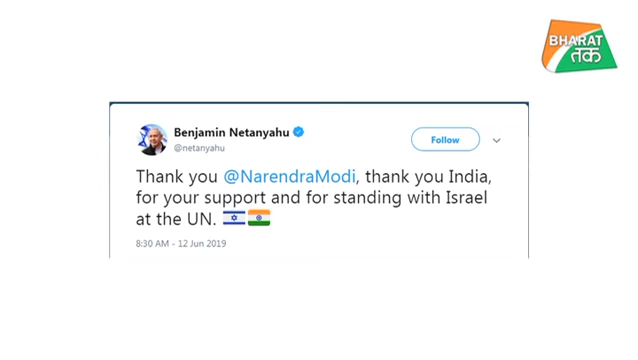 BHARAT
तक
Benjamin Netanyahu
@netanyahu
Follow
Thank you @NarendraModi, thank you India,
for your support and for standing with Israel
at the UN. 🇮🇱🇮🇳
8:30 AM - 12 Jun 2019